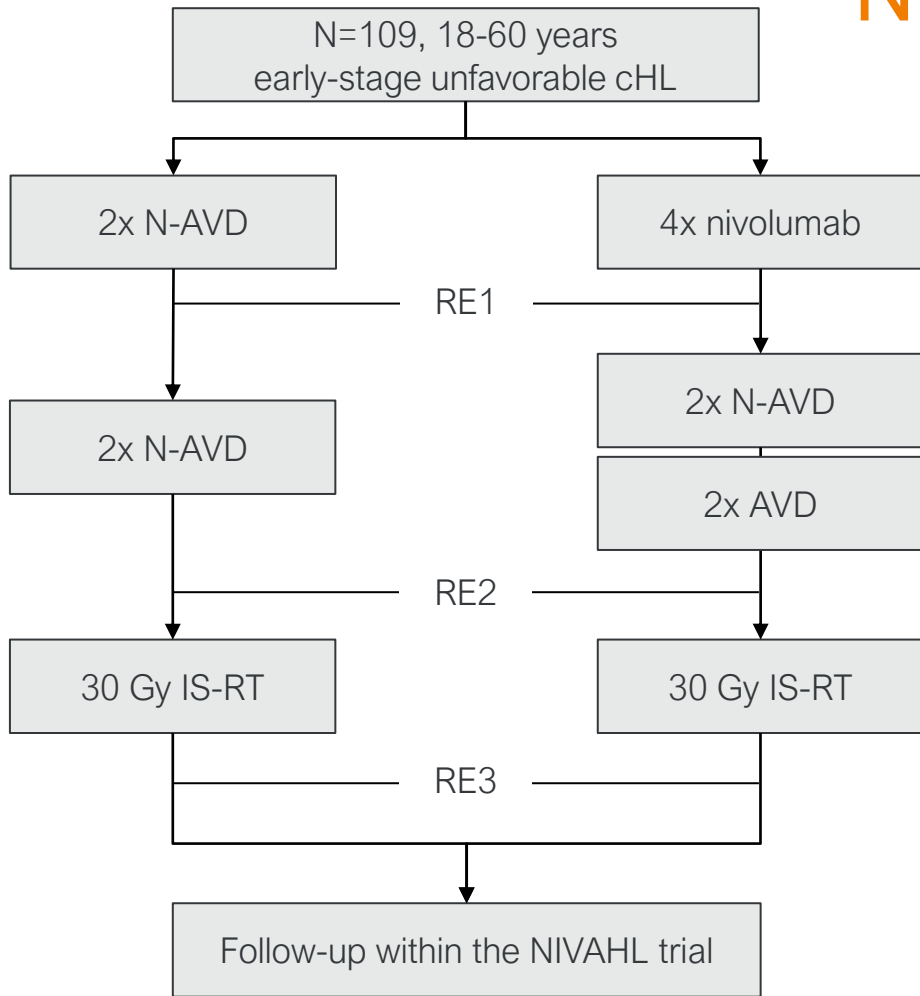 N
N=109, 18-60 years
early-stage unfavorable cHL
2x N-AVD
4x nivolumab
RE1
2x N-AVD
2x N-AVD
2x AVD
RE2
30 Gy IS-RT
30 Gy IS-RT
RE3
Follow-up within the NIVAHL trial